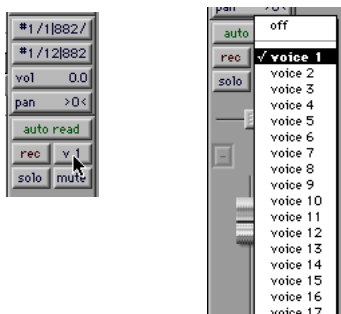 #1/1|882/
#1/12|882
vol 0.0
pan >0<
auto read
rec v 1
solo mute
pan >0<
auto
rec
solo
off
✓ voice 1
voice 2
voice 3
voice 4
voice 5
voice 6
voice 7
voice 8
voice 9
voice 10
voice 11
voice 12
voice 13
voice 14
voice 15
voice 16
voice 17